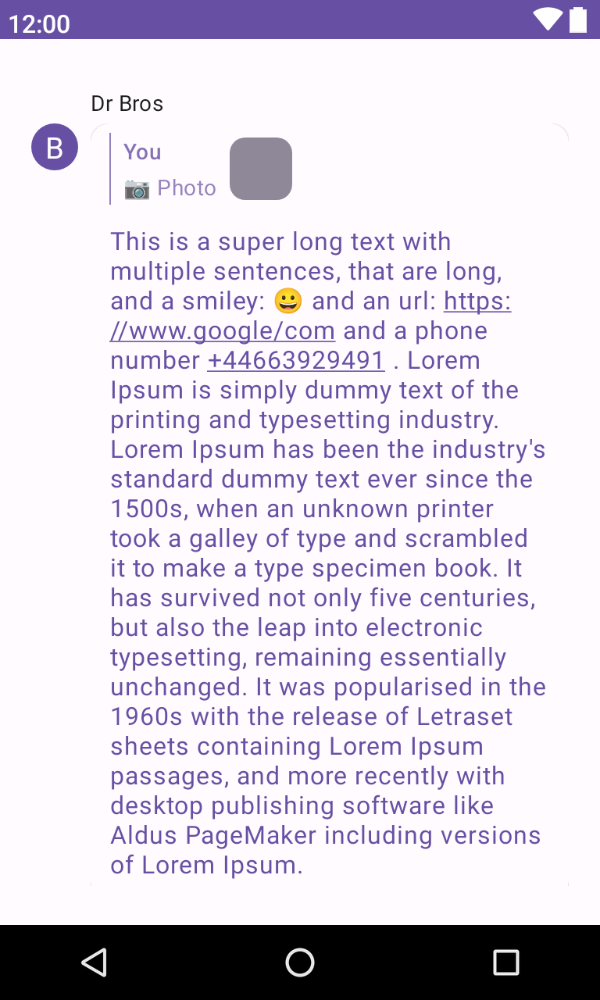 12:00
Dr Bros
B
You
📷 Photo
This is a super long text with
multiple sentences, that are long,
and a smiley: 😀 and an url: https:
//www.google/com and a phone
number +44663929491 . Lorem
Ipsum is simply dummy text of the
printing and typesetting industry.
Lorem Ipsum has been the industry's
standard dummy text ever since the
1500s, when an unknown printer
took a galley of type and scrambled
it to make a type specimen book. It
has survived not only five centuries,
but also the leap into electronic
typesetting, remaining essentially
unchanged. It was popularised in the
1960s with the release of Letraset
sheets containing Lorem Ipsum
passages, and more recently with
desktop publishing software like
Aldus PageMaker including versions
of Lorem Ipsum.